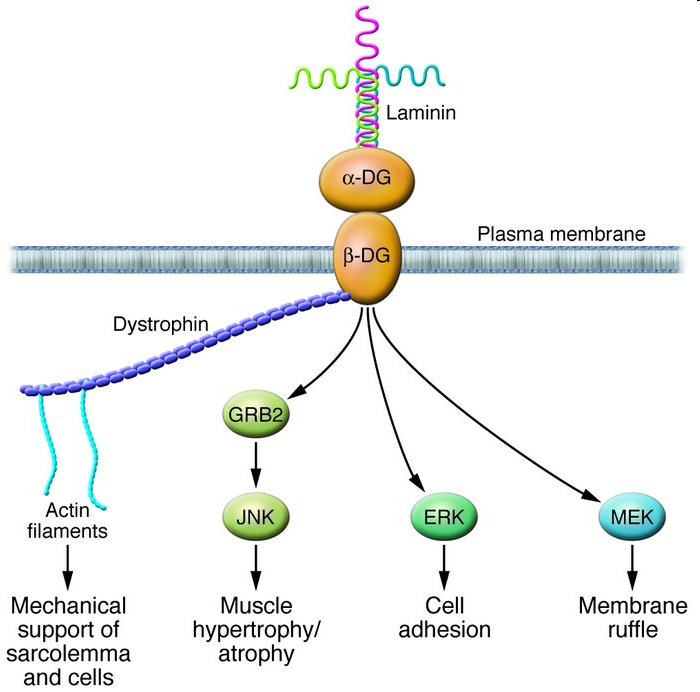 Laminin
α-DG
Plasma membrane
β-DG
Dystrophin
GRB2
Actin
filaments
JNK
ERK
MEK
Mechanical
support of
sarcolemma
and cells
Muscle
hypertrophy/
atrophy
Cell
adhesion
Membrane
ruffle